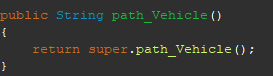 public String path_Vehicle()
{
    return super.path_Vehicle();
}